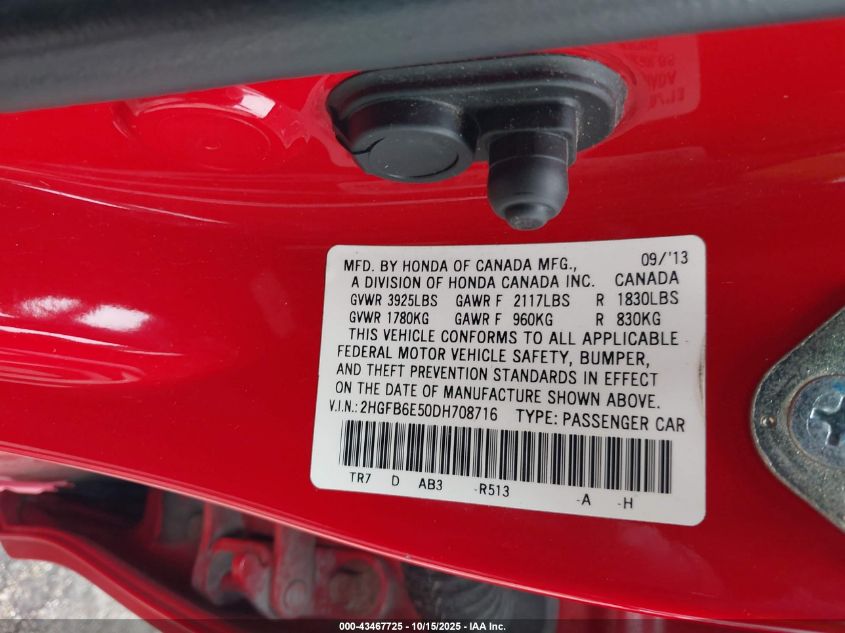 MFD. BY HONDA OF CANADA MFG., 09/'13
A DIVISION OF HONDA CANADA INC. CANADA
GVWR 3925LBS GAWR F 2117LBS R 1830LBS
GVWR 1780KG GAWR F 960KG R 830KG
THIS VEHICLE CONFORMS TO ALL APPLICABLE
FEDERAL MOTOR VEHICLE SAFETY, BUMPER,
AND THEFT PREVENTION STANDARDS IN EFFECT
ON THE DATE OF MANUFACTURE SHOWN ABOVE.
V.I.N.: 2HGFB6E50DH708716 TYPE: PASSENGER CAR
TR7 D AB3 -R513 -A -H
000-43467725 - 10/15/2025 - IAA Inc.